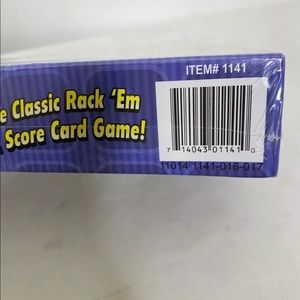 ITEM# 1141
e Classic Rack 'Em
Score Card Game!
7 14043 01141 0
11014 1141-016-017